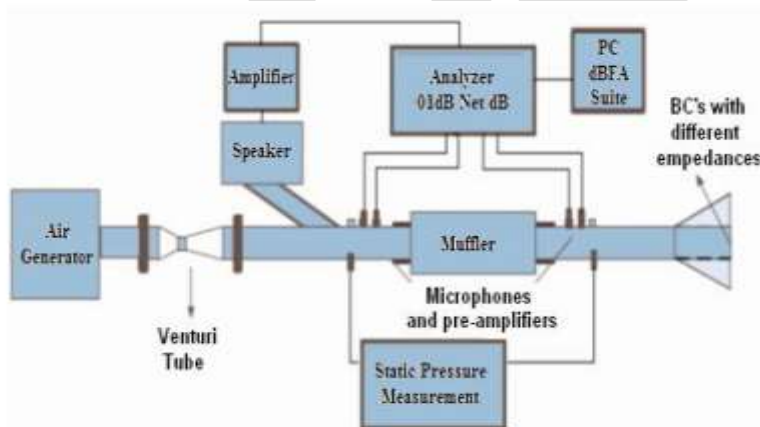 Amplifier
Analyzer
01dB Net dB
PC
dBFA
Suite
BC's with
different
empedances
Speaker
Air
Generator
Muffler
Microphones
and pre-amplifiers
Venturi
Tube
Static Pressure
Measurement